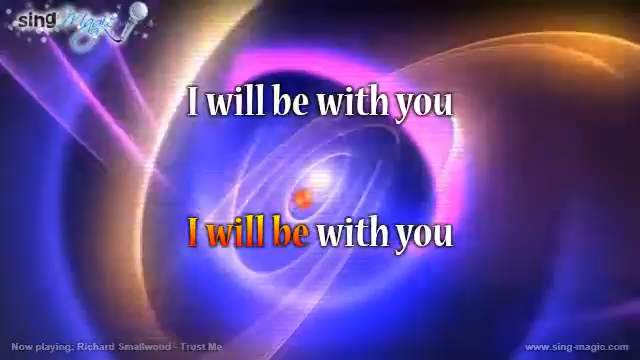 sing
Magic
I will be with you
I will be with you
Now playing: Richard Smallwood - Trust Me
www.sing-magic.com